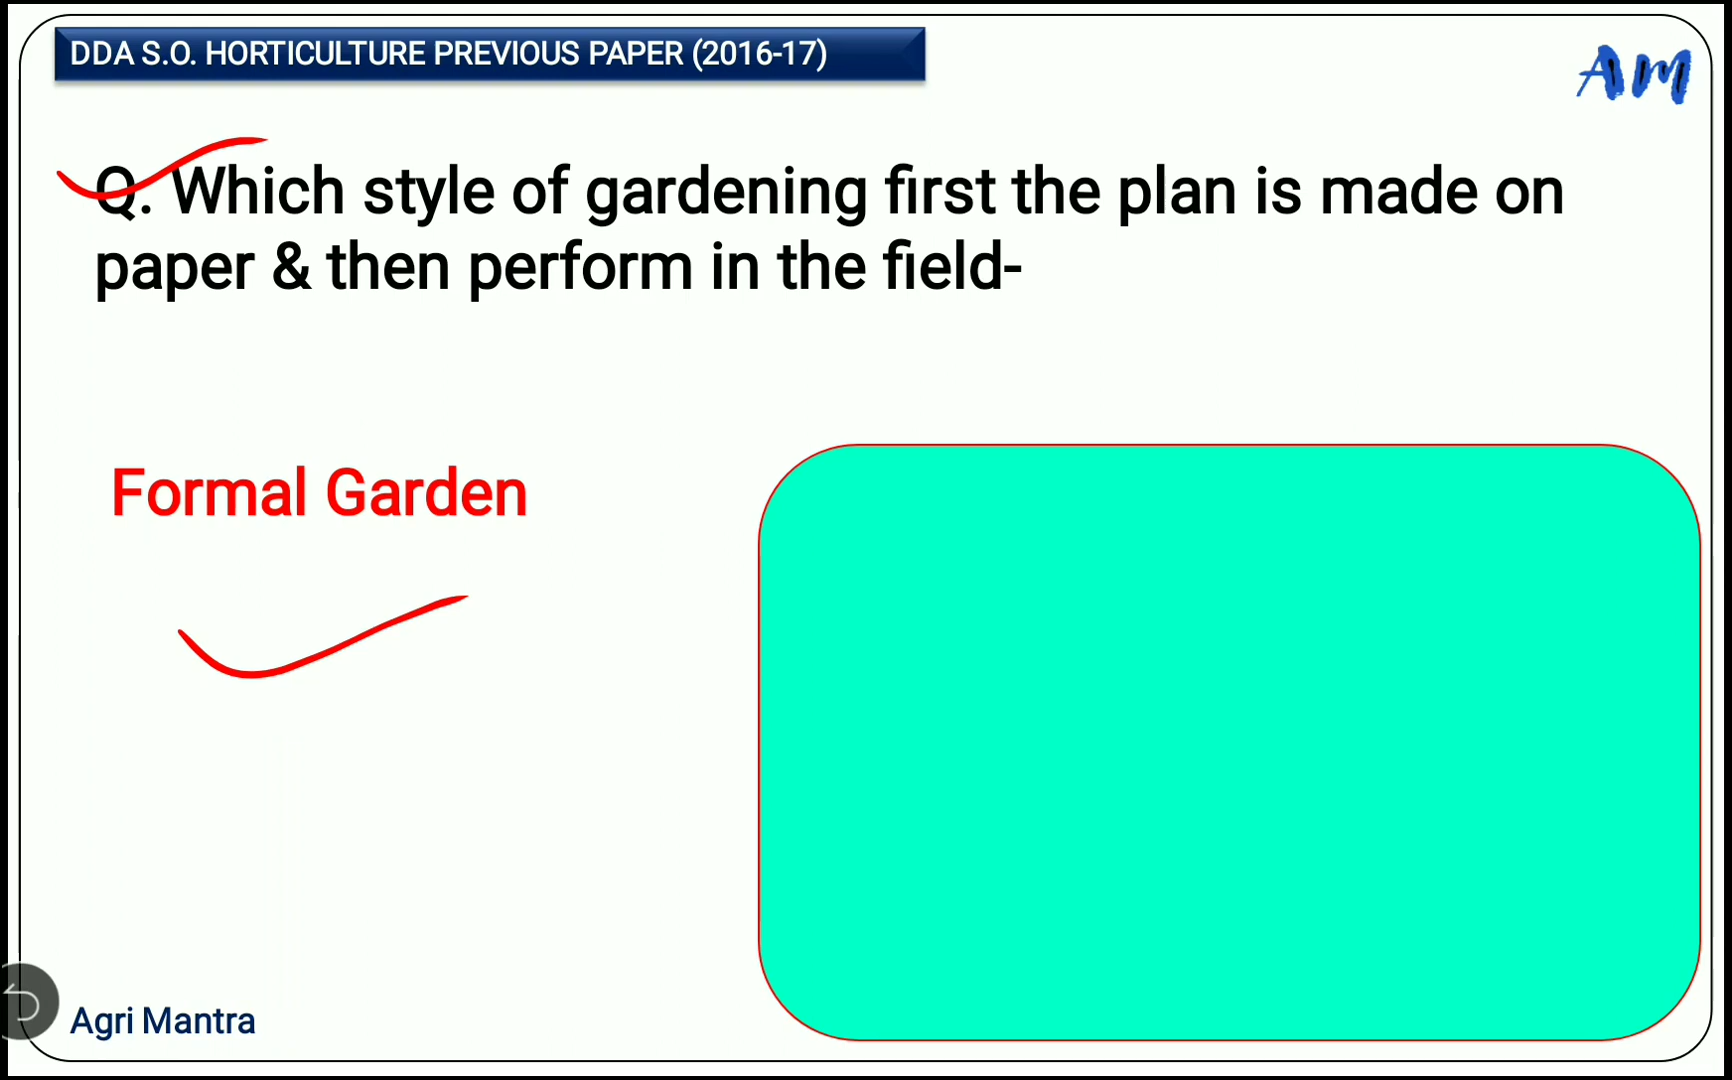 DDA S.O. HORTICULTURE PREVIOUS PAPER (2016-17)
AM
Q. Which style of gardening first the plan is made on
paper & then perform in the field-
Formal Garden
Agri Mantra